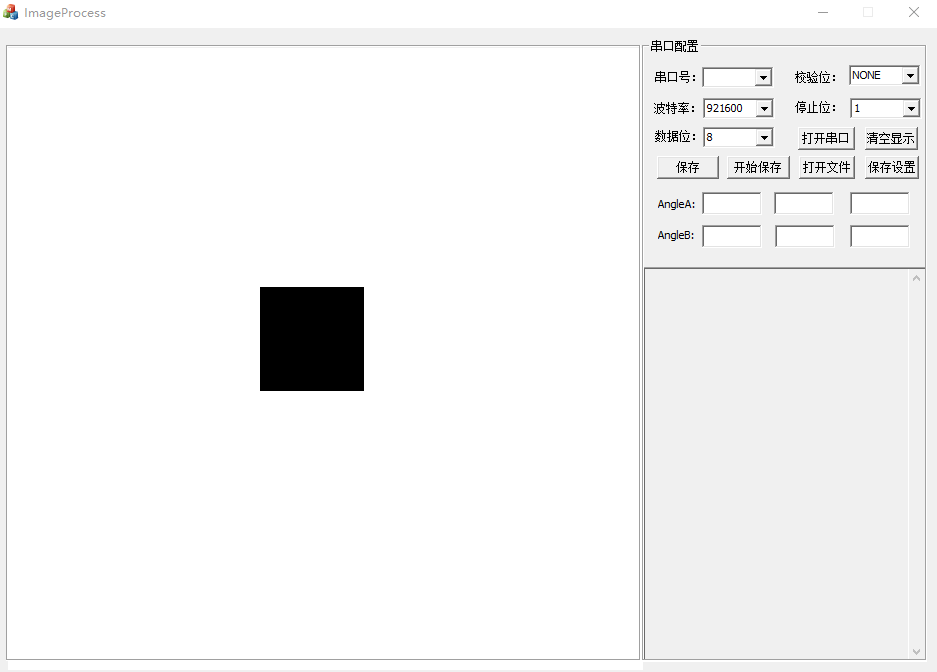 ImageProcess
串口配置
串口号： 校验位： NONE
波特率： 921600 停止位： 1
数据位： 8 打开串口 清空显示
保存 开始保存 打开文件 保存设置
AngleA:
AngleB: